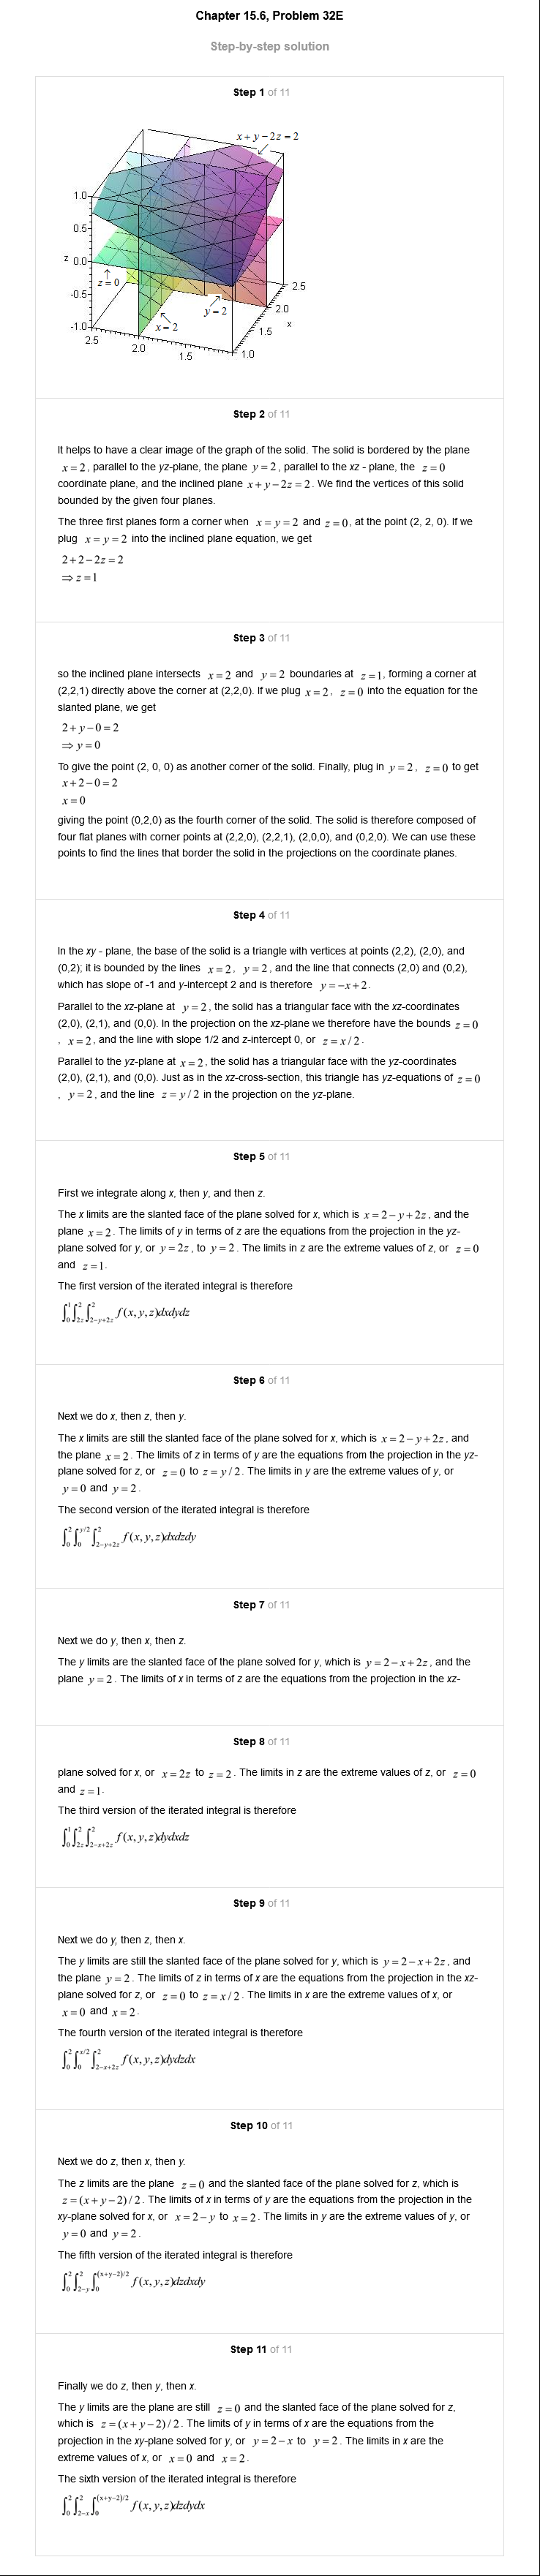 Chapter 15.6, Problem 32E
Step-by-step solution
Step 1 of 11
x + y − 2z = 2
1.0
0.5
z 0.0
z = 0
-0.5
-1.0
x = 2
y = 2
2.5
2.0
x
1.5
1.0
2.5
2.0
1.5
Step 2 of 11
It helps to have a clear image of the graph of the solid. The solid is bordered by the plane
x = 2, parallel to the yz-plane, the plane y = 2, parallel to the xz - plane, the z = 0
coordinate plane, and the inclined plane x + y − 2z = 2. We find the vertices of this solid
bounded by the given four planes.
The three first planes form a corner when x = y = 2 and z = 0, at the point (2, 2, 0). If we
plug x = y = 2 into the inclined plane equation, we get
2 + 2 − 2z = 2
⇒ z = 1
Step 3 of 11
so the inclined plane intersects x = 2 and y = 2 boundaries at z = 1, forming a corner at
(2,2,1) directly above the corner at (2,2,0). If we plug x = 2, z = 0 into the equation for the
slanted plane, we get
2 + y − 0 = 2
⇒ y = 0
To give the point (2, 0, 0) as another corner of the solid. Finally, plug in y = 2, z = 0 to get
x + 2 − 0 = 2
x = 0
giving the point (0,2,0) as the fourth corner of the solid. The solid is therefore composed of
four flat planes with corner points at (2,2,0), (2,2,1), (2,0,0), and (0,2,0). We can use these
points to find the lines that border the solid in the projections on the coordinate planes.
Step 4 of 11
In the xy - plane, the base of the solid is a triangle with vertices at points (2,2), (2,0), and
(0,2); it is bounded by the lines x = 2, y = 2, and the line that connects (2,0) and (0,2),
which has slope of -1 and y-intercept 2 and is therefore y = −x + 2.
Parallel to the xz-plane at y = 2, the solid has a triangular face with the xz-coordinates
(2,0), (2,1), and (0,0). In the projection on the xz-plane we therefore have the bounds z = 0
, x = 2, and the line with slope 1/2 and z-intercept 0, or z = x / 2.
Parallel to the yz-plane at x = 2, the solid has a triangular face with the yz-coordinates
(2,0), (2,1), and (0,0). Just as in the xz-cross-section, this triangle has yz-equations of z = 0
, y = 2, and the line z = y / 2 in the projection on the yz-plane.
Step 5 of 11
First we integrate along x, then y, and then z.
The x limits are the slanted face of the plane solved for x, which is x = 2 − y + 2z, and the
plane x = 2. The limits of y in terms of z are the equations from the projection in the yz-
plane solved for y, or y = 2z, to y = 2. The limits in z are the extreme values of z, or z = 0
and z = 1.
The first version of the iterated integral is therefore
∫₀¹∫_{2z}²∫_{2−y+2z}² f(x, y, z)dxdydz
Step 6 of 11
Next we do x, then z, then y.
The x limits are still the slanted face of the plane solved for x, which is x = 2 − y + 2z, and
the plane x = 2. The limits of z in terms of y are the equations from the projection in the yz-
plane solved for z, or z = 0 to z = y / 2. The limits in y are the extreme values of y, or
y = 0 and y = 2.
The second version of the iterated integral is therefore
∫₀²∫₀^{y/2}∫_{2−y+2z}² f(x, y, z)dxdzdy
Step 7 of 11
Next we do y, then x, then z.
The y limits are the slanted face of the plane solved for y, which is y = 2 − x + 2z, and the
plane y = 2. The limits of x in terms of z are the equations from the projection in the xz-
Step 8 of 11
plane solved for x, or x = 2z to z = 2. The limits in z are the extreme values of z, or z = 0
and z = 1.
The third version of the iterated integral is therefore
∫₀¹∫_{2z}²∫_{2−x+2z}² f(x, y, z)dydxdz
Step 9 of 11
Next we do y, then z, then x.
The y limits are still the slanted face of the plane solved for y, which is y = 2 − x + 2z, and
the plane y = 2. The limits of z in terms of x are the equations from the projection in the xz-
plane solved for z, or z = 0 to z = x / 2. The limits in x are the extreme values of x, or
x = 0 and x = 2.
The fourth version of the iterated integral is therefore
∫₀²∫₀^{x/2}∫_{2−x+2z}² f(x, y, z)dydzdx
Step 10 of 11
Next we do z, then x, then y.
The z limits are the plane z = 0 and the slanted face of the plane solved for z, which is
z = (x + y − 2) / 2. The limits of x in terms of y are the equations from the projection in the
xy-plane solved for x, or x = 2 − y to x = 2. The limits in y are the extreme values of y, or
y = 0 and y = 2.
The fifth version of the iterated integral is therefore
∫₀²∫_{2−y}²∫₀^{(x+y−2)/2} f(x, y, z)dzdxdy
Step 11 of 11
Finally we do z, then y, then x.
The y limits are the plane are still z = 0 and the slanted face of the plane solved for z,
which is z = (x + y − 2) / 2. The limits of y in terms of x are the equations from the
projection in the xy-plane solved for y, or y = 2 − x to y = 2. The limits in x are the
extreme values of x, or x = 0 and x = 2.
The sixth version of the iterated integral is therefore
∫₀²∫_{2−x}²∫₀^{(x+y−2)/2} f(x, y, z)dzdydx